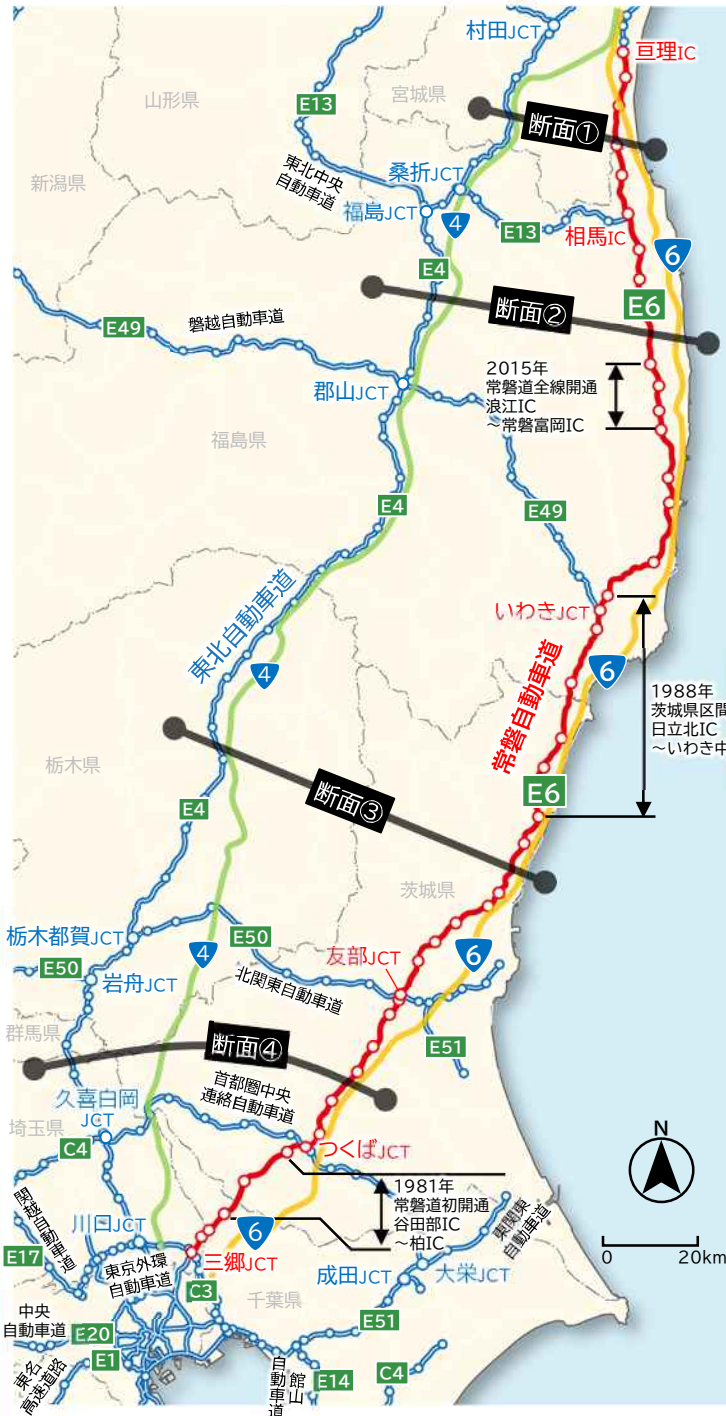 村田JCT
亘理IC
山形県
宮城県
E13
断面①
新潟県
東北中央
自動車道
桑折JCT
福島JCT
4
E13
相馬IC
6
E4
断面②
E6
E49
磐越自動車道
郡山JCT
2015年
常磐道全線開通
浪江IC
～常磐富岡IC
福島県
E4
E49
東北自動車道
いわきJCT
4
常磐自動車道
6
1988年
茨城県区間
日立北IC
～いわき中
栃木県
E4
断面③
E6
茨城県
栃木都賀JCT
E50
4
友部JCT
6
E50
岩舟JCT
北関東自動車道
群馬県
断面④
E51
久喜白岡
JCT
首都圏中央
連絡自動車道
埼玉県
C4
つくばJCT
N
1981年
常磐道初開通
谷田部IC
～柏IC
関越自動車道
川口JCT
6
東関東
自動車道
0 20km
E17
東京外環
自動車道
三郷JCT
成田JCT
大栄JCT
C3
千葉県
中央
自動車道
E20
E51
E1
東名
高速道路
館山
自動車道
E14
C4